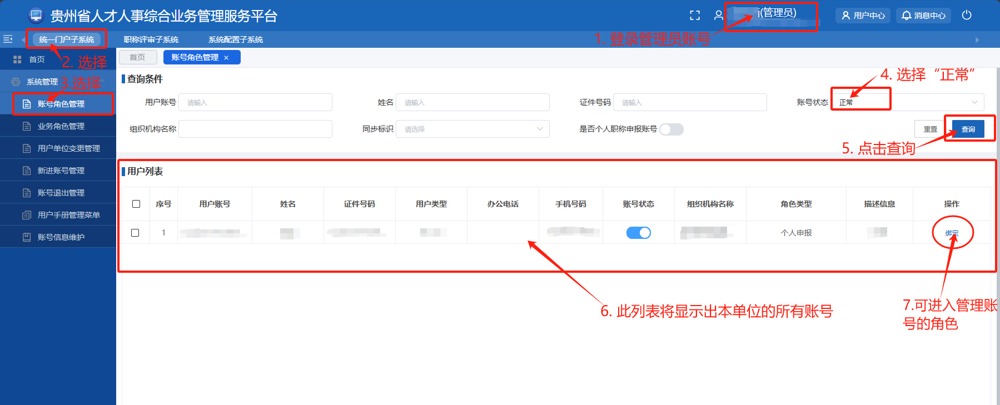 贵州省人才人事综合业务管理服务平台
(管理员)
用户中心
消息中心
统一门户子系统
职称评审子系统
系统配置子系统
1. 登录管理员账号
2. 选择
首页
系统管理
3.选择
账号角色管理
业务角色管理
用户单位变更管理
新进账号管理
账号退出管理
用户手册管理菜单
账号信息维护
首页
账号角色管理 ×
查询条件
4. 选择“正常”
用户账号
请输入
姓名
请输入
证件号码
请输入
账号状态
正常
组织机构名称
同步标识
请选择
是否个人职称申报账号
重置
查询
5. 点击查询
用户列表
序号
用户账号
姓名
证件号码
用户类型
办公电话
手机号码
账号状态
组织机构名称
角色类型
描述信息
操作
1
个人申报
绑定
6. 此列表将显示出本单位的所有账号
7.可进入管理账
号的角色